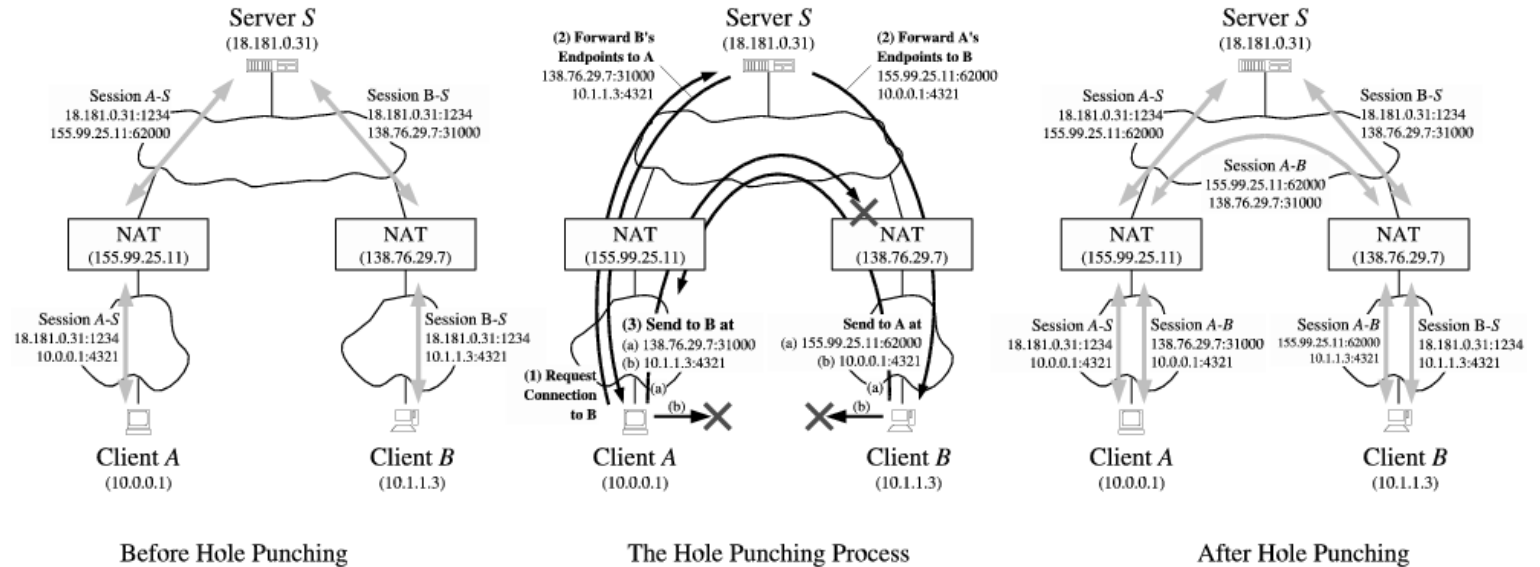 Server S
(18.181.0.31)
Session A-S
18.181.0.31:1234
155.99.25.11:62000
Session B-S
18.181.0.31:1234
138.76.29.7:31000
NAT
(155.99.25.11)
NAT
(138.76.29.7)
Session A-S
18.181.0.31:1234
10.0.0.1:4321
Session B-S
18.181.0.31:1234
10.1.1.3:4321
Client A
(10.0.0.1)
Client B
(10.1.1.3)
Before Hole Punching
Server S
(18.181.0.31)
(2) Forward B's
Endpoints to A
138.76.29.7:31000
10.1.1.3:4321
(2) Forward A's
Endpoints to B
155.99.25.11:62000
10.0.0.1:4321
NAT
(155.99.25.11)
NAT
(138.76.29.7)
(3) Send to B at
(a) 138.76.29.7:31000
(b) 10.1.1.3:4321
Send to A at
(a) 155.99.25.11:62000
(b) 10.0.0.1:4321
(1) Request
Connection
to B
(a)
(b)
(a)
(b)
Client A
(10.0.0.1)
Client B
(10.1.1.3)
The Hole Punching Process
Server S
(18.181.0.31)
Session A-S
18.181.0.31:1234
155.99.25.11:62000
Session B-S
18.181.0.31:1234
138.76.29.7:31000
Session A-B
155.99.25.11:62000
138.76.29.7:31000
NAT
(155.99.25.11)
NAT
(138.76.29.7)
Session A-S
18.181.0.31:1234
10.0.0.1:4321
Session A-B
138.76.29.7:31000
10.0.0.1:4321
Session A-B
155.99.25.11:62000
10.1.1.3:4321
Session B-S
18.181.0.31:1234
10.1.1.3:4321
Client A
(10.0.0.1)
Client B
(10.1.1.3)
After Hole Punching